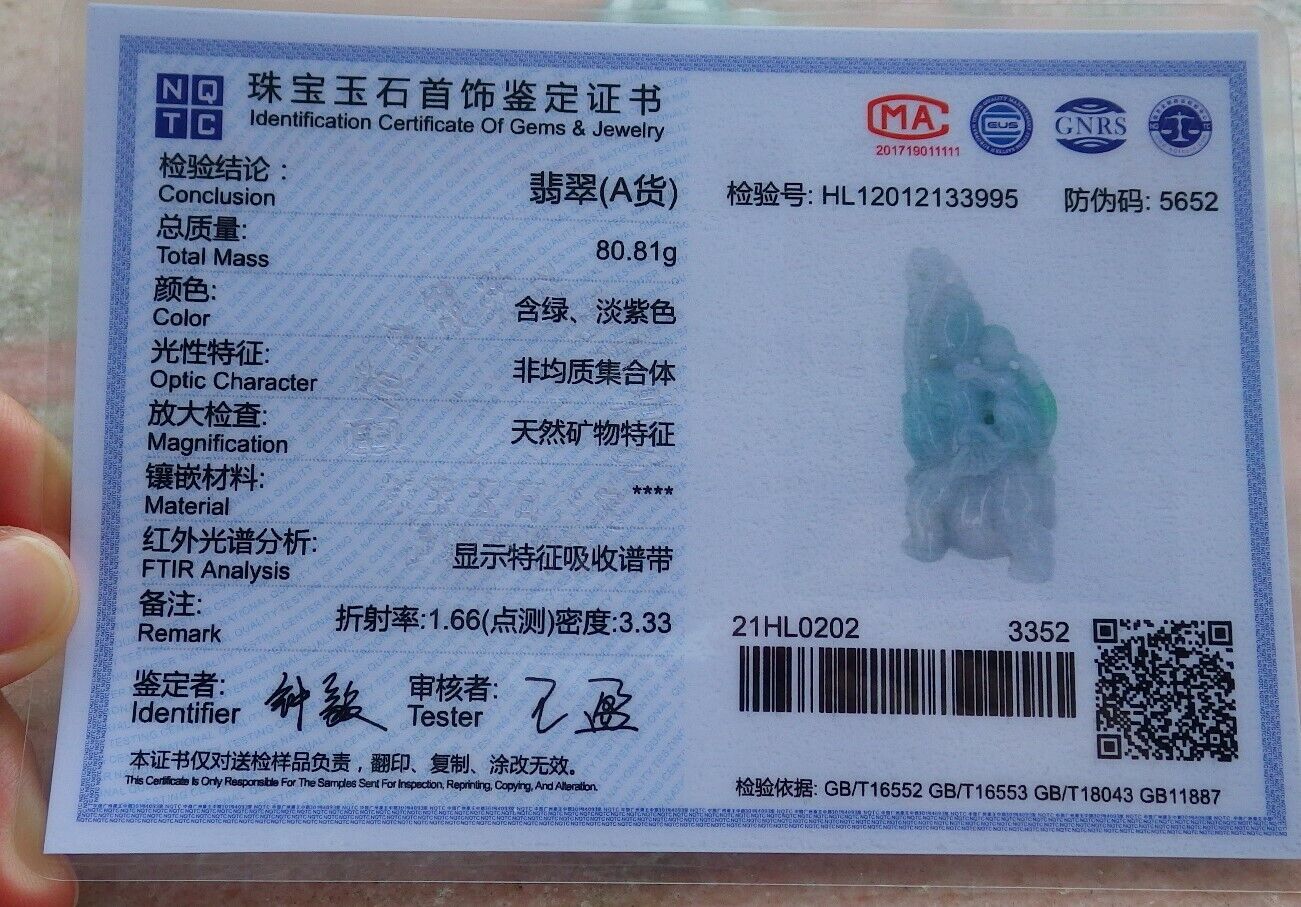 NQ
TC
珠宝玉石首饰鉴定证书
Identification Certificate Of Gems & Jewelry
检验结论：
Conclusion
翡翠(A货)
总质量:
Total Mass
80.81g
颜色:
Color
含绿、淡紫色
光性特征:
Optic Character
非均质集合体
放大检查:
Magnification
天然矿物特征
镶嵌材料:
Material
****
红外光谱分析:
FTIR Analysis
显示特征吸收谱带
备注:
Remark
折射率:1.66(点测)密度:3.33
鉴定者:
Identifier
审核者:
Tester
本证书仅对送检样品负责，翻印、复制、涂改无效。
This Certificate Is Only Responsible For The Samples Sent For Inspection, Reprinting, Copying, And Alteration.
MA
201719011111
EUS
GNRS
检验号: HL12012133995 防伪码: 5652
21HL0202 3352
检验依据: GB/T16552 GB/T16553 GB/T18043 GB11887